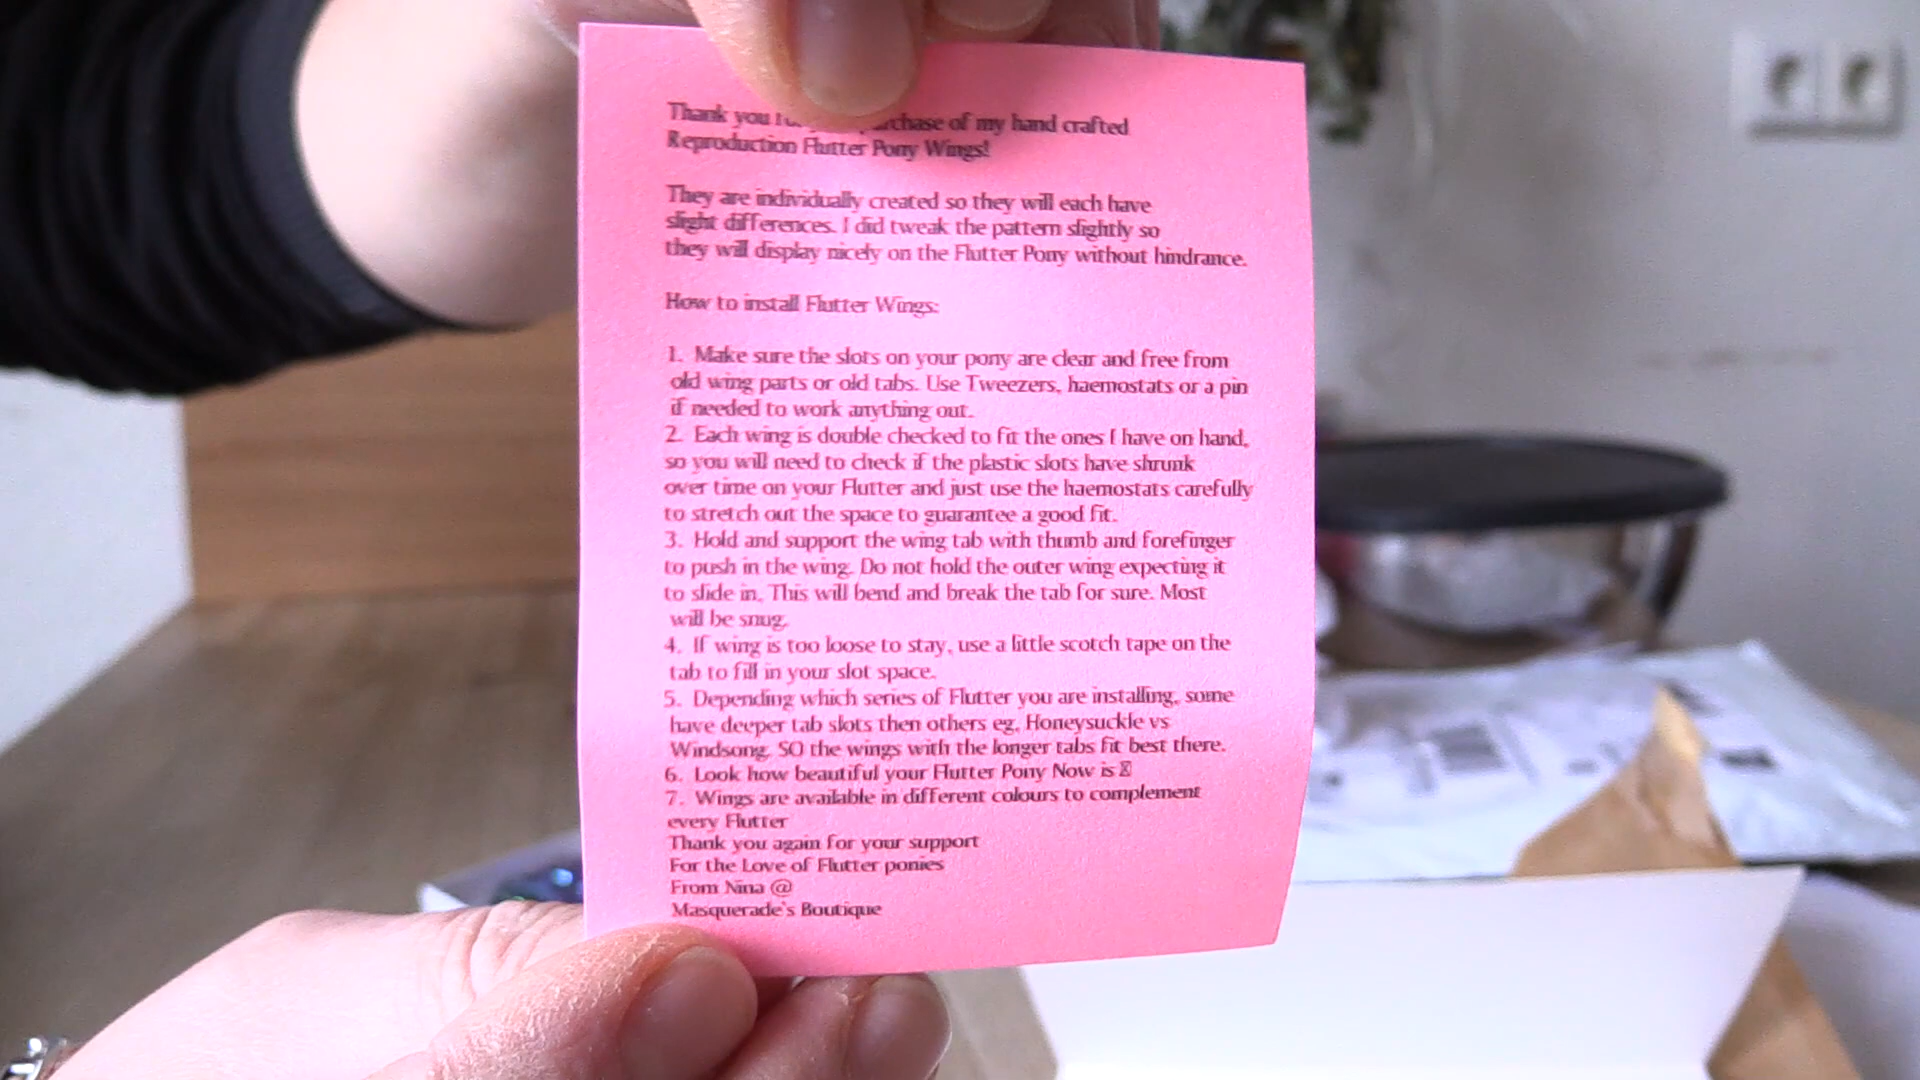 Thank you for your purchase of my hand crafted
Reproduction Flutter Pony Wings!
They are individually created so they will each have
slight differences. I did tweak the pattern slightly so
they will display nicely on the Flutter Pony without hindrance.
How to install Flutter Wings:
1. Make sure the slots on your pony are clear and free from
old wing parts or old tabs. Use Tweezers, haemostats or a pin
if needed to work anything out.
2. Each wing is double checked to fit the ones I have on hand,
so you will need to check if the plastic slots have shrunk
over time on your Flutter and just use the haemostats carefully
to stretch out the space to guarantee a good fit.
3. Hold and support the wing tab with thumb and forefinger
to push in the wing. Do not hold the outer wing expecting it
to slide in. This will bend and break the tab for sure. Most
will be snug.
4. If wing is too loose to stay, use a little scotch tape on the
tab to fill in your slot space.
5. Depending which series of Flutter you are installing, some
have deeper tab slots then others eg. Honeysuckle vs
Windsong. SO the wings with the longer tabs fit best there.
6. Look how beautiful your Flutter Pony Now is
7. Wings are available in different colours to complement
every Flutter
Thank you again for your support
For the Love of Flutter ponies
From Nina @
Masquerade's Boutique